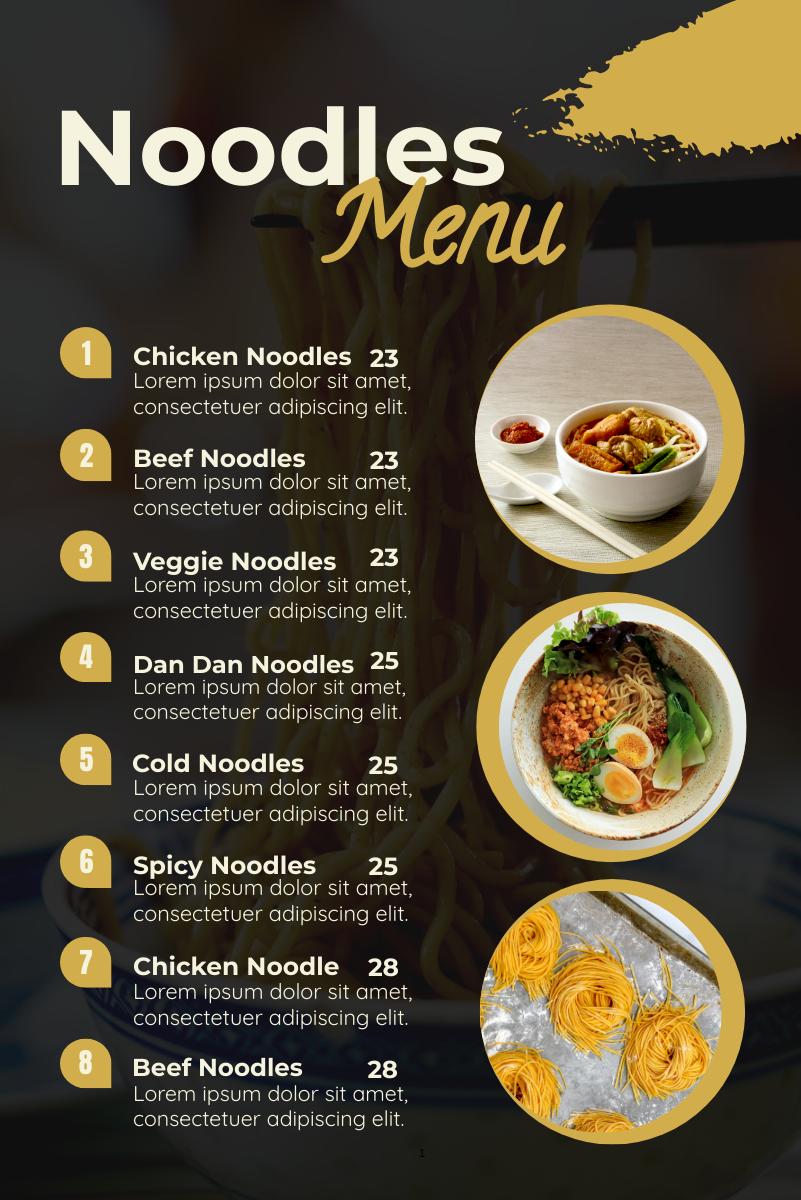 Noodles
Menu
1
Chicken Noodles 23
Lorem ipsum dolor sit amet,
consectetuer adipiscing elit.
2
Beef Noodles 23
Lorem ipsum dolor sit amet,
consectetuer adipiscing elit.
3
Veggie Noodles 23
Lorem ipsum dolor sit amet,
consectetuer adipiscing elit.
4
Dan Dan Noodles 25
Lorem ipsum dolor sit amet,
consectetuer adipiscing elit.
5
Cold Noodles 25
Lorem ipsum dolor sit amet,
consectetuer adipiscing elit.
6
Spicy Noodles 25
Lorem ipsum dolor sit amet,
consectetuer adipiscing elit.
7
Chicken Noodle 28
Lorem ipsum dolor sit amet,
consectetuer adipiscing elit.
8
Beef Noodles 28
Lorem ipsum dolor sit amet,
consectetuer adipiscing elit.
1